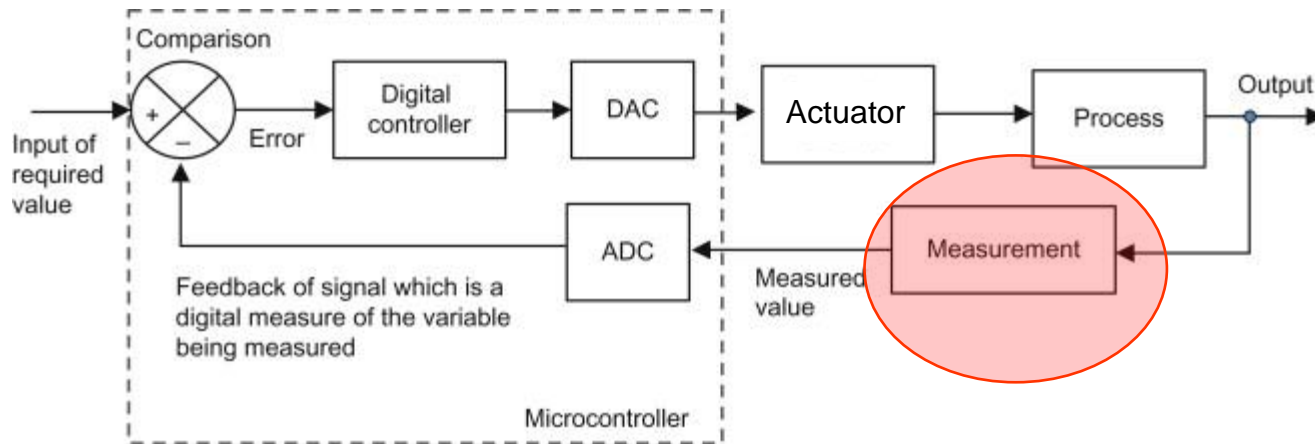 Comparison
+
−
Input of
required
value
Error
Digital
controller
DAC
Actuator
Process
Output
ADC
Measured
value
Measurement
Feedback of signal which is a
digital measure of the variable
being measured
Microcontroller